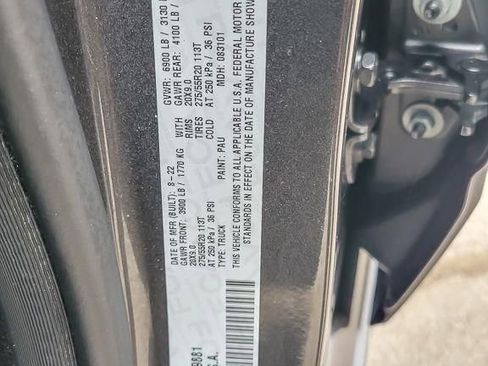 DATE OF MFR (BUILT): 8-22 GVWR: 6900 LB / 3130
GAWR FRONT: 3900 LB / 1770 KG WITH GAWR REAR: 4100 LB /
20X9.0 RIMS 20X9.0
275/55R20 113T TIRES 275/55R20 113T
AT 250 kPa / 36 PSI COLD AT 250 kPa / 36 PSI
TYPE: TRUCK PAINT: PAU MDH: 083101
THIS VEHICLE CONFORMS TO ALL APPLICABLE U.S.A. FEDERAL MOTOR
STANDARDS IN EFFECT ON THE DATE OF MANUFACTURE SHOWN
9881
S.A.